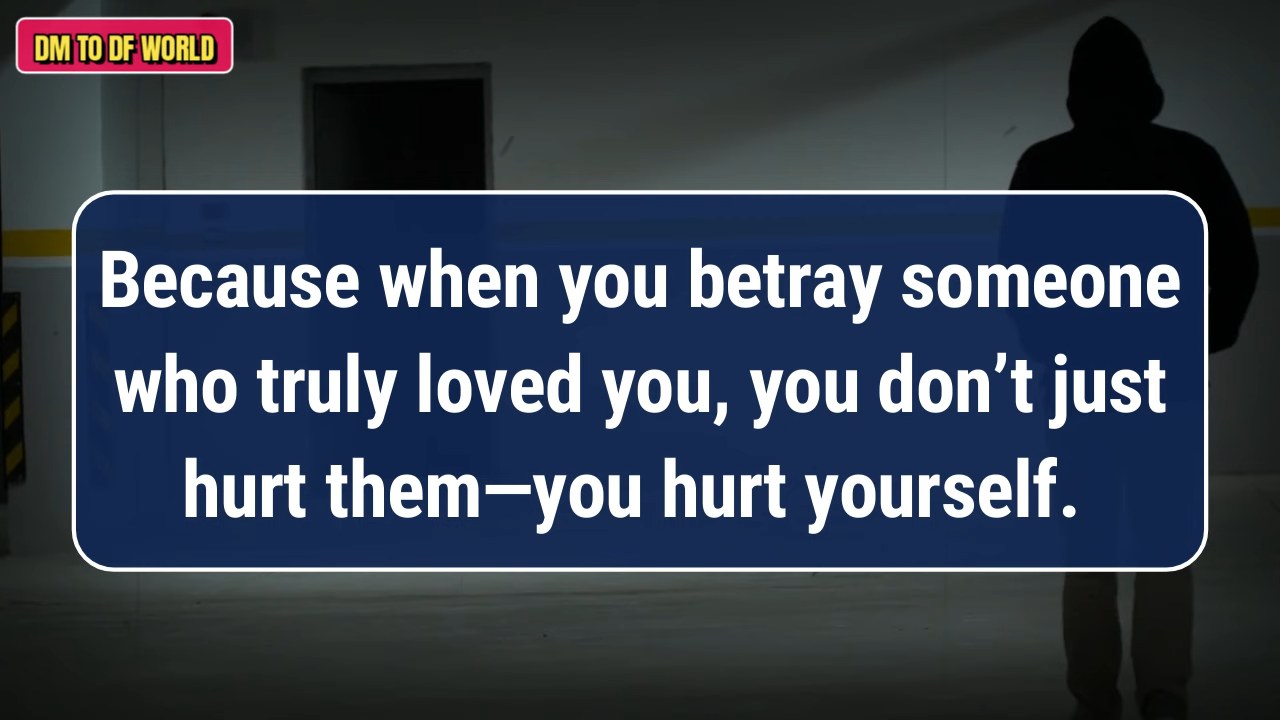 DM TO DF WORLD
Because when you betray someone
who truly loved you, you don’t just
hurt them—you hurt yourself.